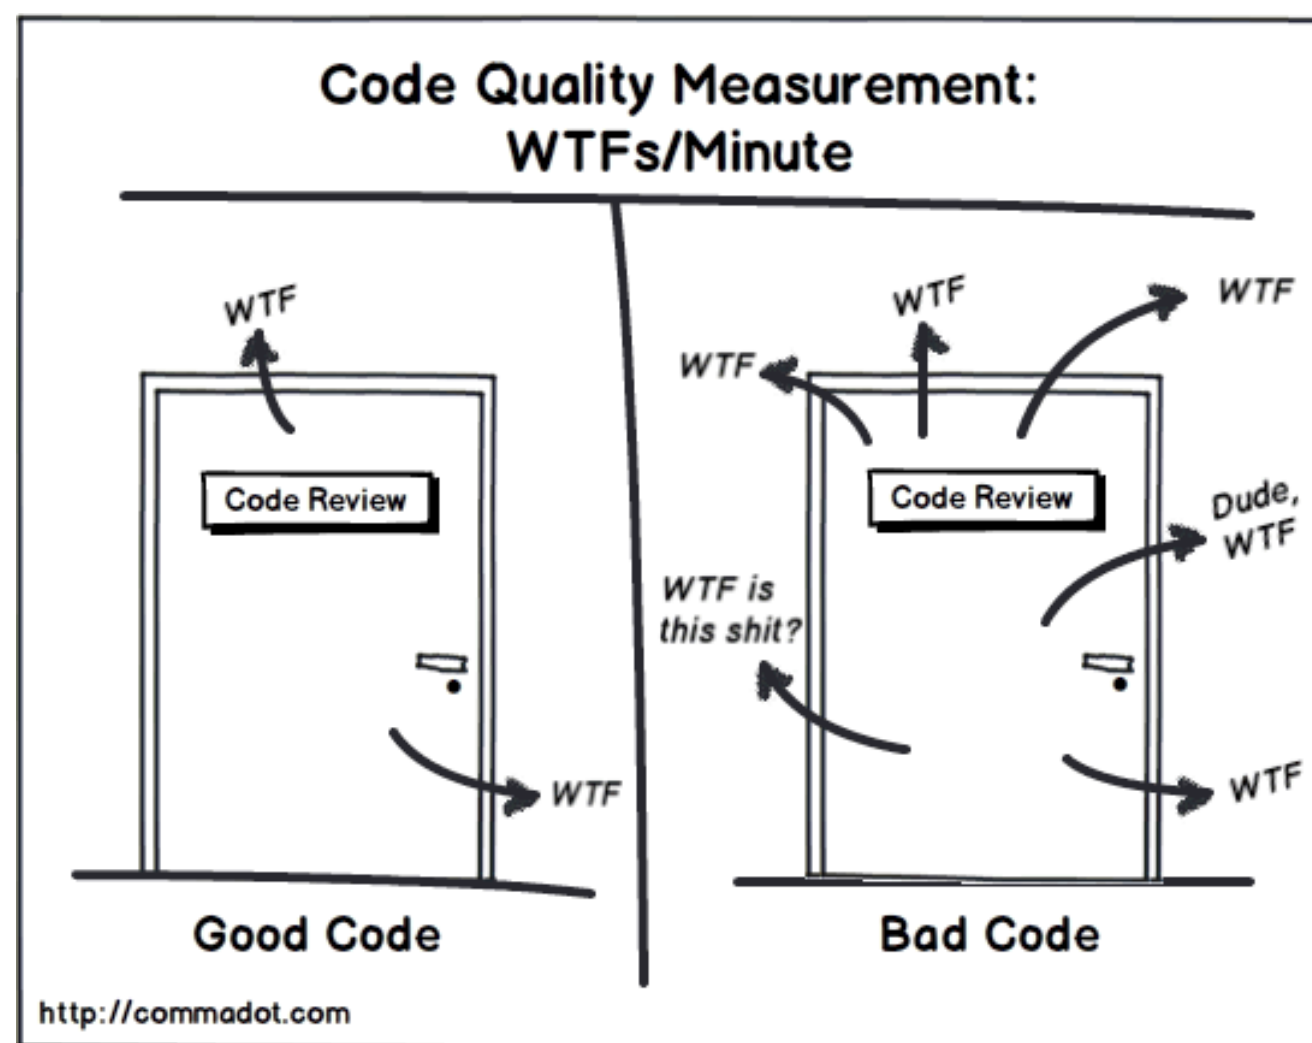 Code Quality Measurement:
WTFs/Minute
WTF
Code Review
WTF
Good Code
WTF
WTF
WTF
Code Review
Dude,
WTF
WTF is
this shit?
WTF
Bad Code
http://commadot.com